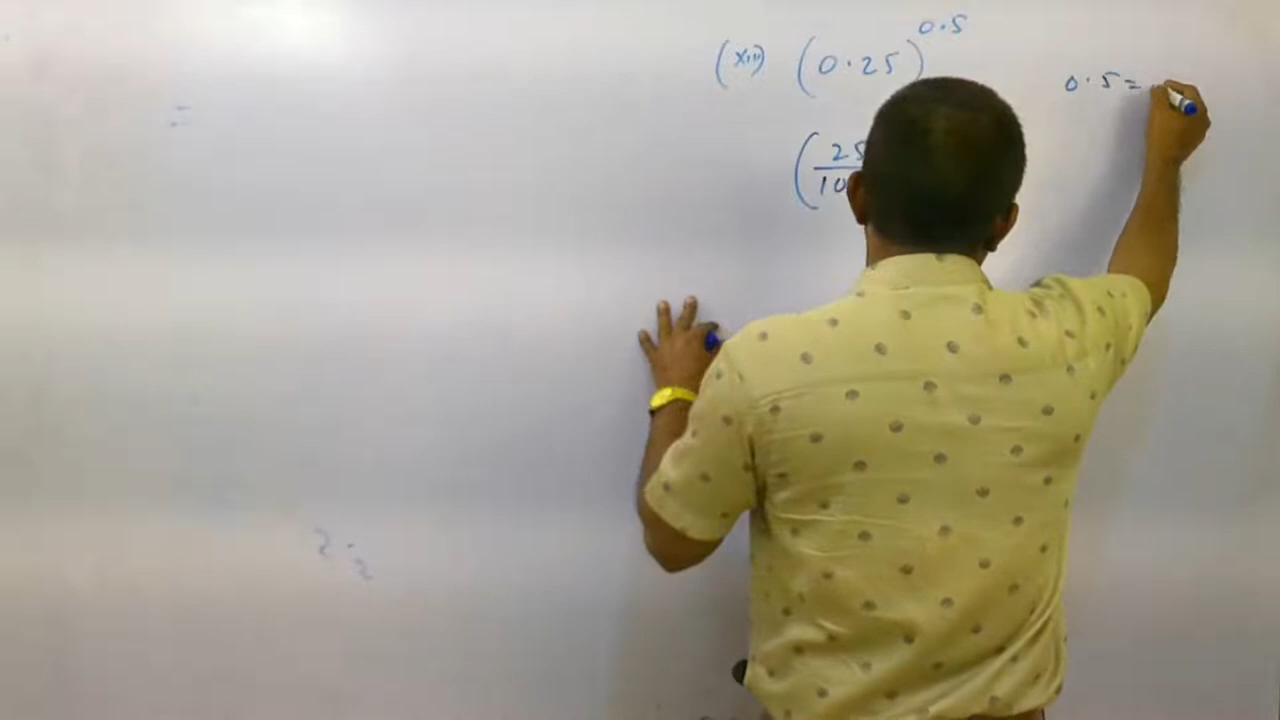 (xiii) (0.25)^0.5
0.5 =
(25/10
=